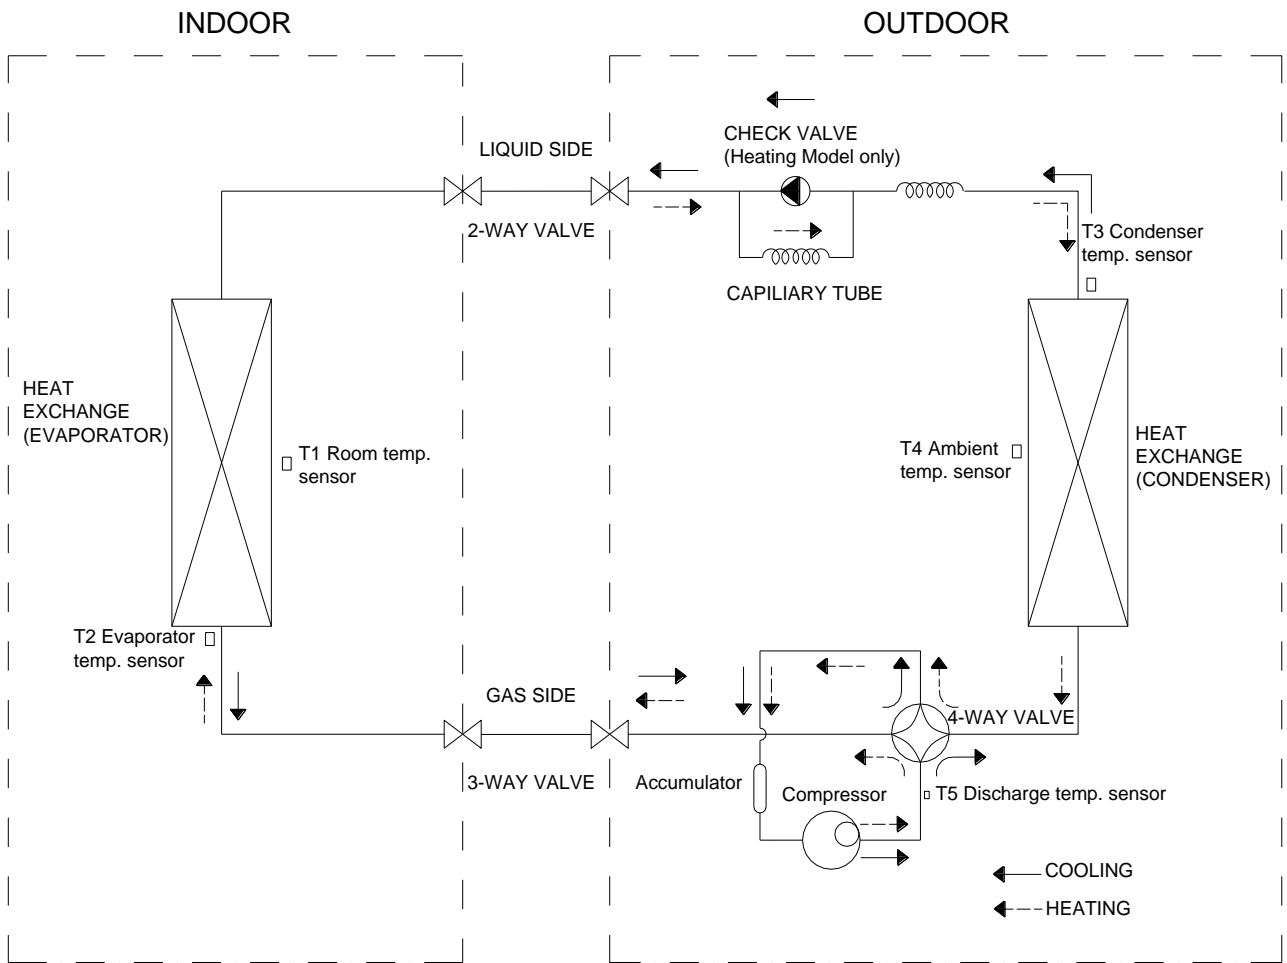 INDOOR
OUTDOOR
LIQUID SIDE
CHECK VALVE
(Heating Model only)
2-WAY VALVE
T3 Condenser
temp. sensor
CAPILIARY TUBE
HEAT
EXCHANGE
(EVAPORATOR)
T1 Room temp.
sensor
T4 Ambient
temp. sensor
HEAT
EXCHANGE
(CONDENSER)
T2 Evaporator
temp. sensor
GAS SIDE
4-WAY VALVE
3-WAY VALVE
Accumulator
Compressor
T5 Discharge temp. sensor
COOLING
HEATING